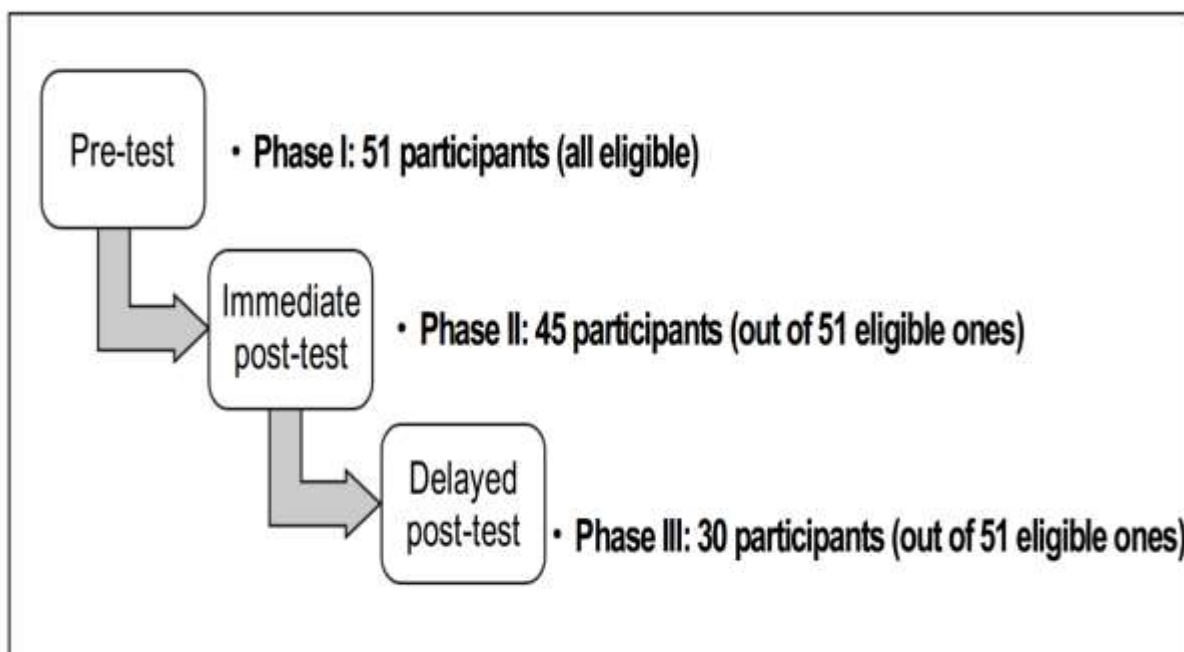 Pre-test
• Phase I: 51 participants (all eligible)
Immediate
post-test
• Phase II: 45 participants (out of 51 eligible ones)
Delayed
post-test
• Phase III: 30 participants (out of 51 eligible ones)